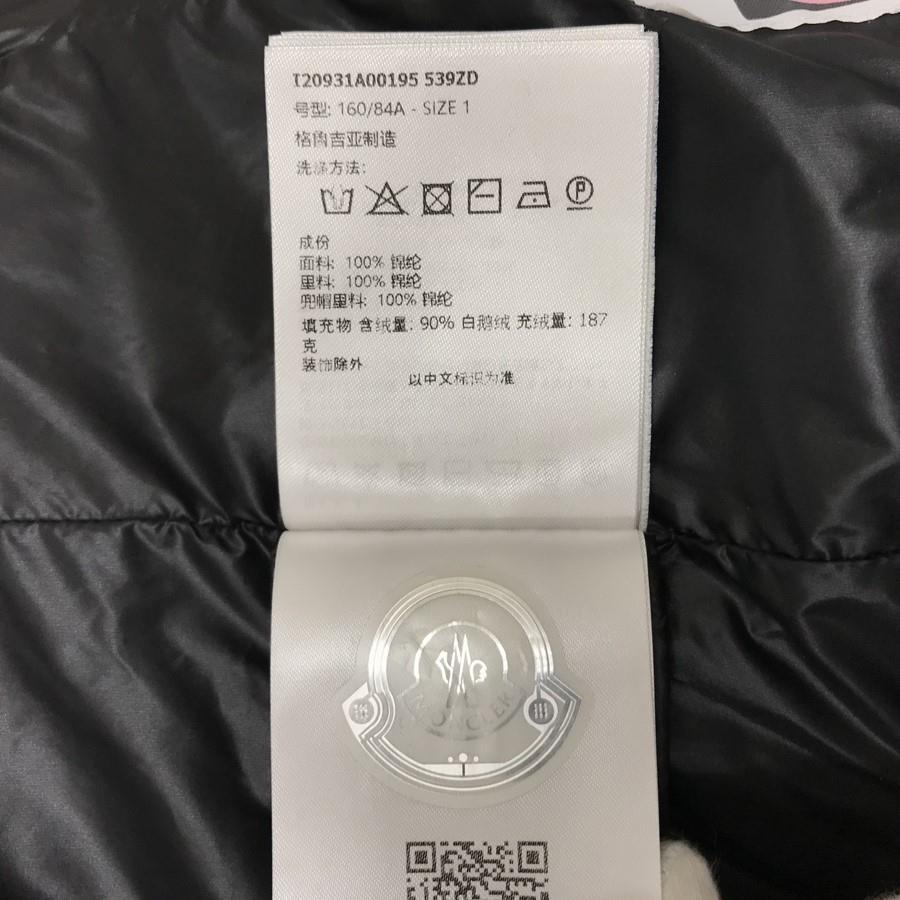 I20931A00195 539ZD
号型: 160/84A - SIZE 1
格鲁吉亚制造
洗涤方法:
P
成份
面料: 100% 锦纶
里料: 100% 锦纶
兜帽里料: 100% 锦纶
填充物 含绒量: 90% 白鹅绒 充绒量: 187
克
装饰除外
以中文标识为准
M
MONCLER